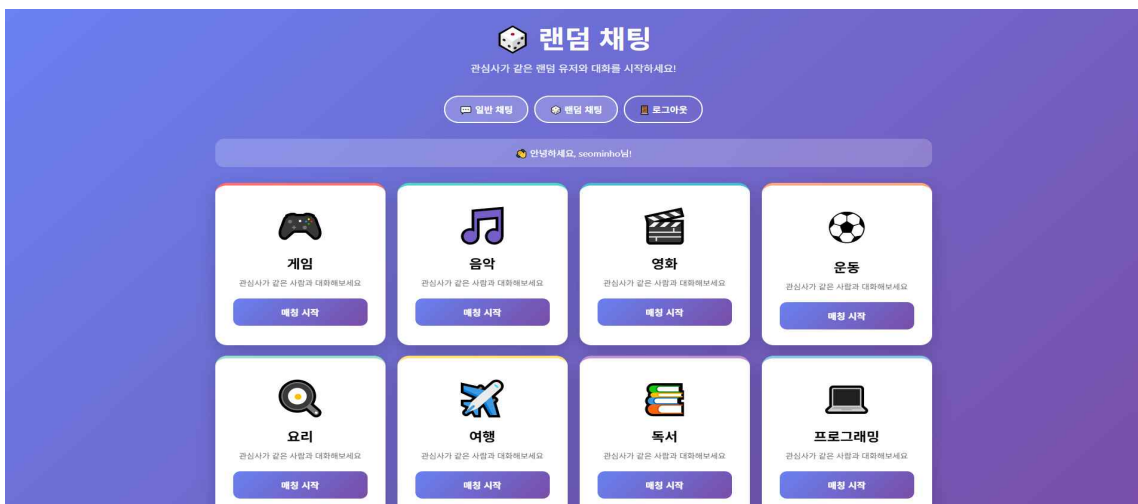 랜덤 채팅
관심사가 같은 랜덤 유저와 대화를 시작하세요!
일반 채팅 랜덤 채팅 로그아웃
안녕하세요, seominho님!
게임 음악 영화 운동
관심사가 같은 사람과 대화해보세요 관심사가 같은 사람과 대화해보세요 관심사가 같은 사람과 대화해보세요 관심사가 같은 사람과 대화해보세요
매칭 시작 매칭 시작 매칭 시작 매칭 시작
요리 여행 독서 프로그래밍
관심사가 같은 사람과 대화해보세요 관심사가 같은 사람과 대화해보세요 관심사가 같은 사람과 대화해보세요 관심사가 같은 사람과 대화해보세요
매칭 시작 매칭 시작 매칭 시작 매칭 시작